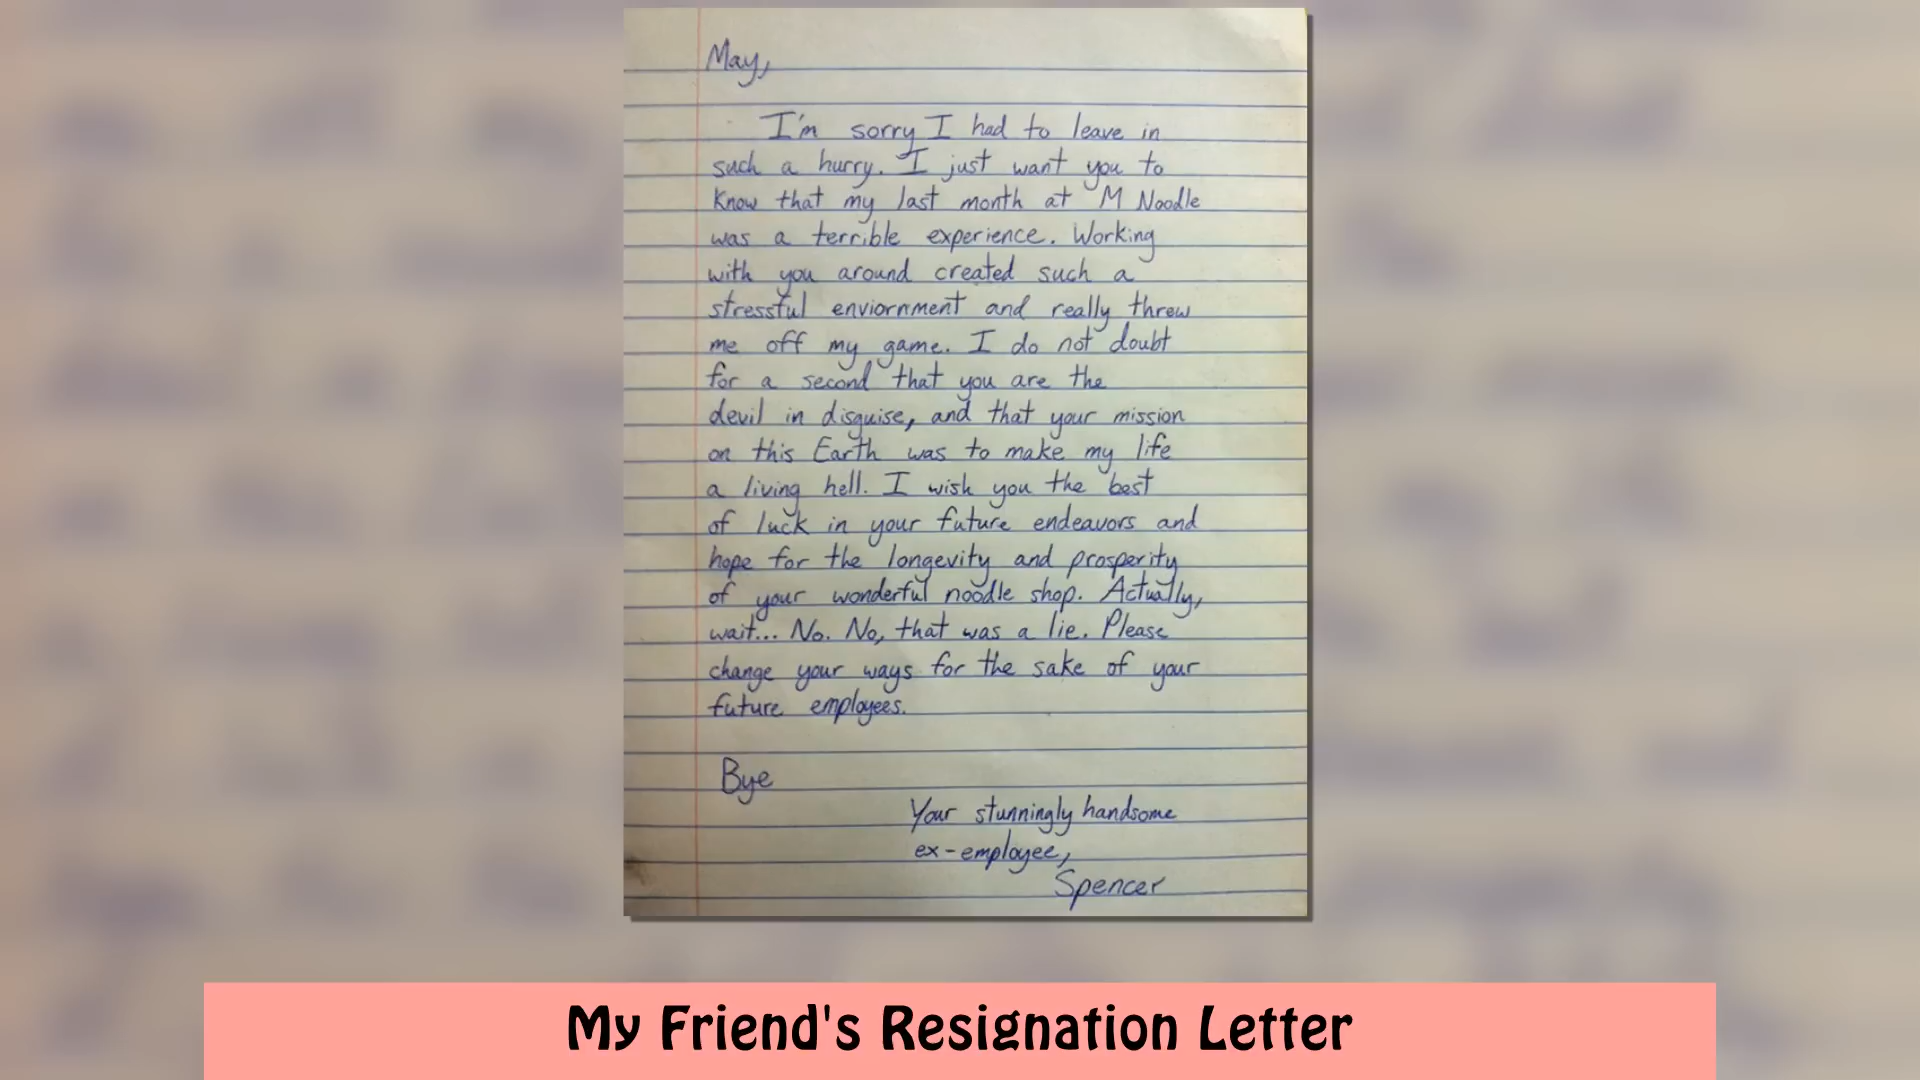 May,
I'm sorry I had to leave in
such a hurry. I just want you to
know that my last month at M Noodle
was a terrible experience. Working
with you around created such a
stressful enviornment and really threw
me off my game. I do not doubt
for a second that you are the
devil in disguise, and that your mission
on this Earth was to make my life
a living hell. I wish you the best
of luck in your future endeavors and
hope for the longevity and prosperity
of your wonderful noodle shop. Actually,
wait... No. No, that was a lie. Please
change your ways for the sake of your
future employees.
Bye
Your stunningly handsome
ex-employee,
Spencer
My Friend's Resignation Letter